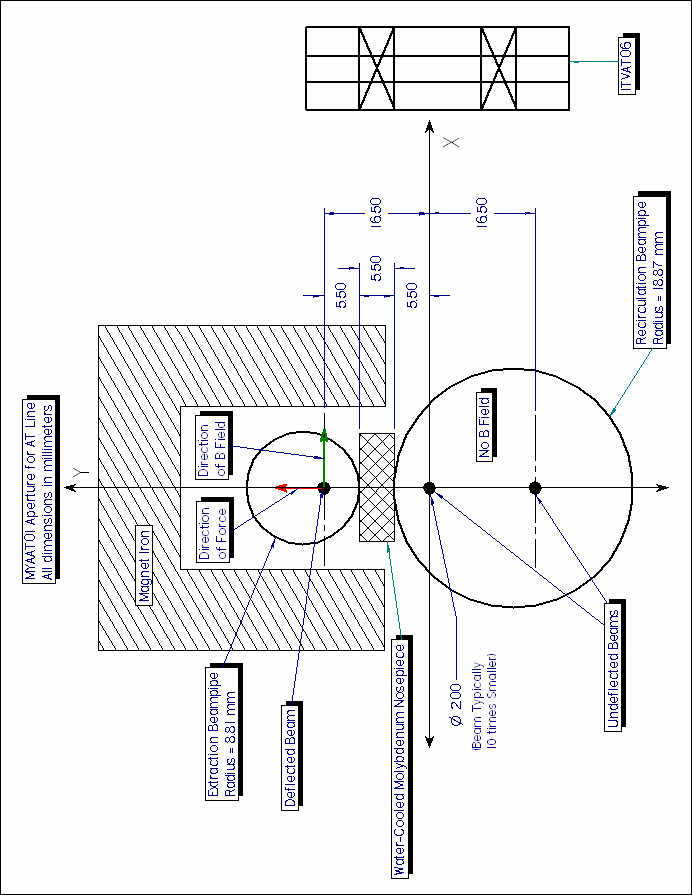 MYAAT01 Aperture for AT Line
All dimensions in millimeters
Y
Magnet Iron
Direction
of B Field
Direction
of Force
Extraction Beampipe
Radius = 8.81 mm
Deflected Beam
Water-Cooled Molybdenum Nosepiece
5.50
5.50
5.50
16.50
16.50
X
ITVAT06
Ø 2.00
(Beam Typically
10 times Smaller)
No B Field
Undeflected Beams
Recirculation Beampipe
Radius = 18.87 mm